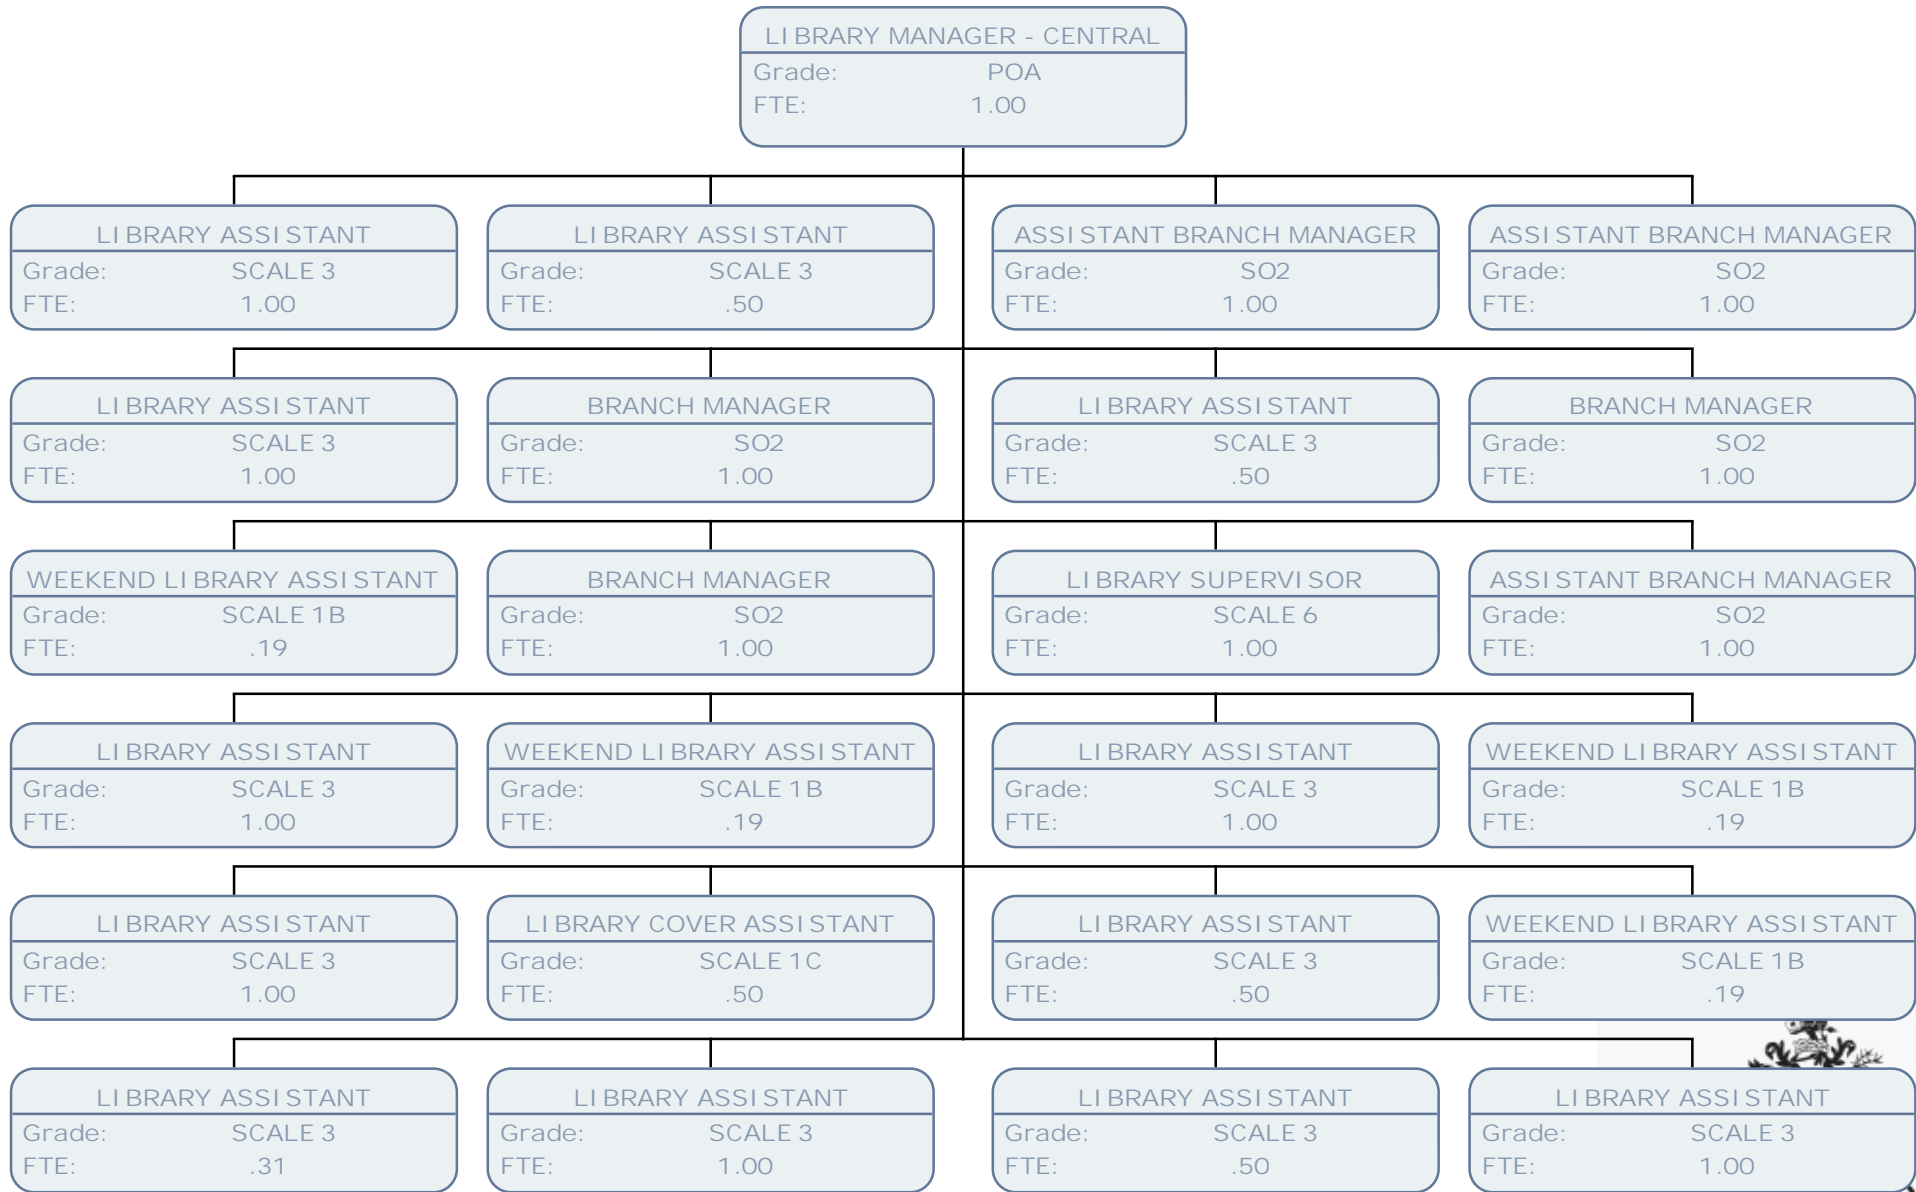 LIBRARY MANAGER - CENTRAL
Grade: POA
FTE: 1.00
LIBRARY ASSISTANT
Grade: SCALE 3
FTE: 1.00
LIBRARY ASSISTANT
Grade: SCALE 3
FTE: .50
ASSISTANT BRANCH MANAGER
Grade: SO2
FTE: 1.00
ASSISTANT BRANCH MANAGER
Grade: SO2
FTE: 1.00
LIBRARY ASSISTANT
Grade: SCALE 3
FTE: 1.00
BRANCH MANAGER
Grade: SO2
FTE: 1.00
LIBRARY ASSISTANT
Grade: SCALE 3
FTE: .50
BRANCH MANAGER
Grade: SO2
FTE: 1.00
WEEKEND LIBRARY ASSISTANT
Grade: SCALE 1B
FTE: .19
BRANCH MANAGER
Grade: SO2
FTE: 1.00
LIBRARY SUPERVISOR
Grade: SCALE 6
FTE: 1.00
ASSISTANT BRANCH MANAGER
Grade: SO2
FTE: 1.00
LIBRARY ASSISTANT
Grade: SCALE 3
FTE: 1.00
WEEKEND LIBRARY ASSISTANT
Grade: SCALE 1B
FTE: .19
LIBRARY ASSISTANT
Grade: SCALE 3
FTE: 1.00
WEEKEND LIBRARY ASSISTANT
Grade: SCALE 1B
FTE: .19
LIBRARY ASSISTANT
Grade: SCALE 3
FTE: 1.00
LIBRARY COVER ASSISTANT
Grade: SCALE 1C
FTE: .50
LIBRARY ASSISTANT
Grade: SCALE 3
FTE: .50
WEEKEND LIBRARY ASSISTANT
Grade: SCALE 1B
FTE: .19
LIBRARY ASSISTANT
Grade: SCALE 3
FTE: .31
LIBRARY ASSISTANT
Grade: SCALE 3
FTE: 1.00
LIBRARY ASSISTANT
Grade: SCALE 3
FTE: .50
LIBRARY ASSISTANT
Grade: SCALE 3
FTE: 1.00